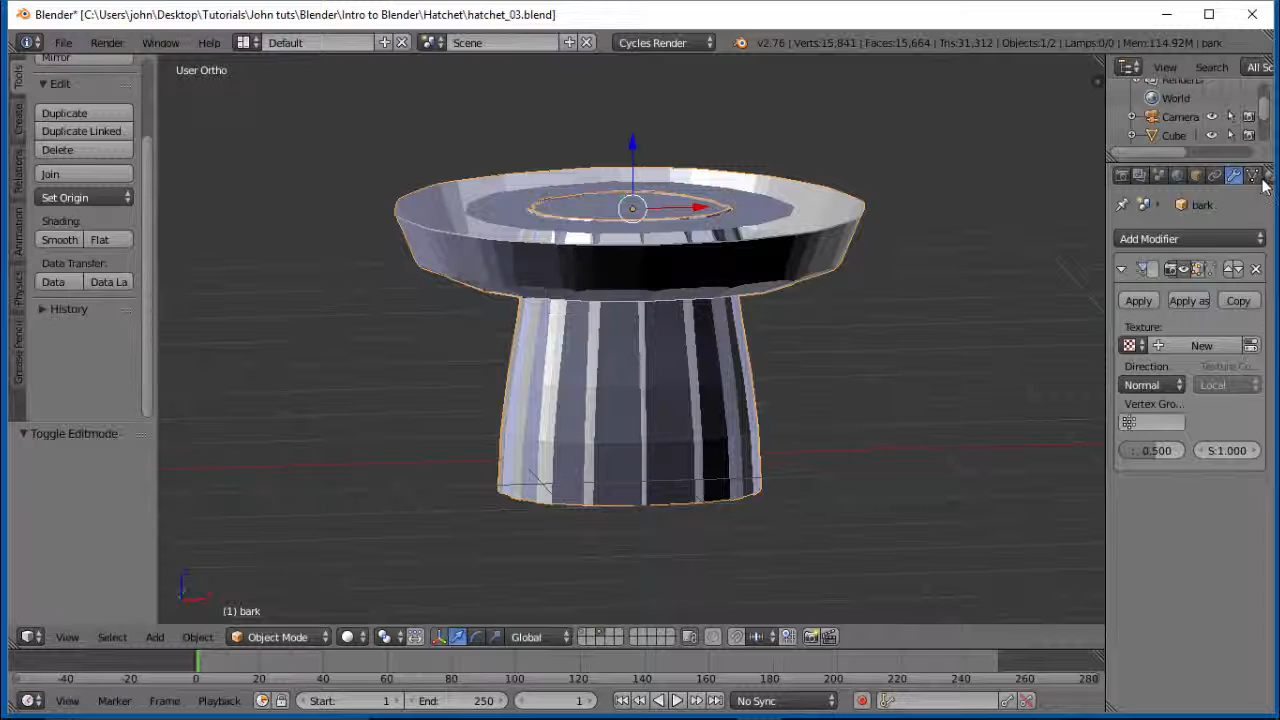 Blender* [C:\Users\john\Desktop\Tutorials\John tuts\Blender\Intro to Blender\Hatchet\hatchet_03.blend]
File Render Window Help Default Scene Cycles Render v2.76 | Verts:15,841 | Faces:15,664 | Tris:31,312 | Objects:1/2 | Lamps:0/0 | Mem:114.92M | bark
Mirror
Edit
Duplicate
Duplicate Linked
Delete
Join
Set Origin
Shading:
Smooth Flat
Data Transfer:
Data Data La
History
Toggle Editmode
Tools
Create
Relations
Animation
Physics
Grease Pencil
User Ortho
(1) bark
View Search All Sc
RenderL
World
Camera
Cube
bark
Add Modifier
Apply Apply as Copy
Texture:
New
Direction Texture Co..
Normal Local
Vertex Gro...
: 0.500 S:1.000
View Select Add Object Object Mode Global
-40 -20 0 20 40 60 80 100 120 140 160 180 200 220 240 260 280
View Marker Frame Playback Start: 1 End: 250 1 No Sync